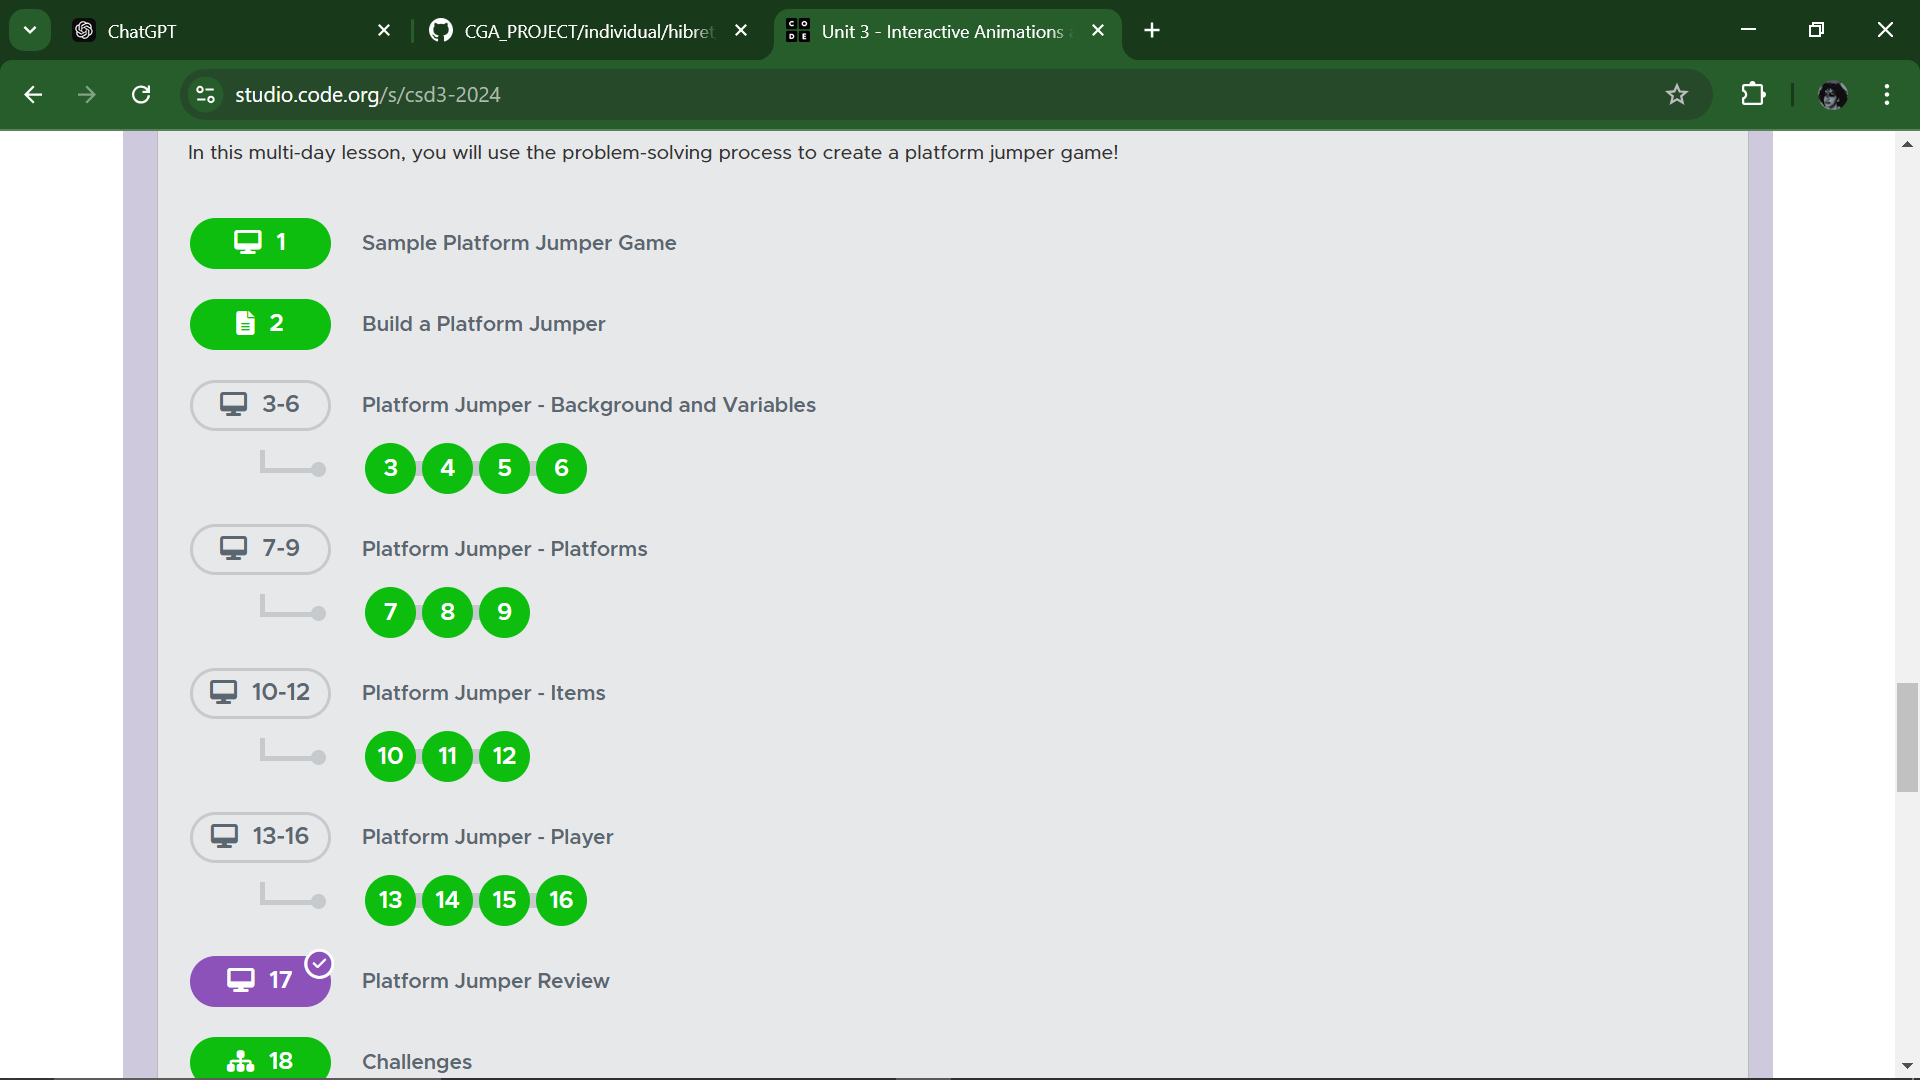 ChatGPT
CGA_PROJECT/individual/hibret
CODE
Unit 3 - Interactive Animations
studio.code.org/s/csd3-2024
In this multi-day lesson, you will use the problem-solving process to create a platform jumper game!
1 Sample Platform Jumper Game
2 Build a Platform Jumper
3-6 Platform Jumper - Background and Variables
3 4 5 6
7-9 Platform Jumper - Platforms
7 8 9
10-12 Platform Jumper - Items
10 11 12
13-16 Platform Jumper - Player
13 14 15 16
17 Platform Jumper Review
18 Challenges